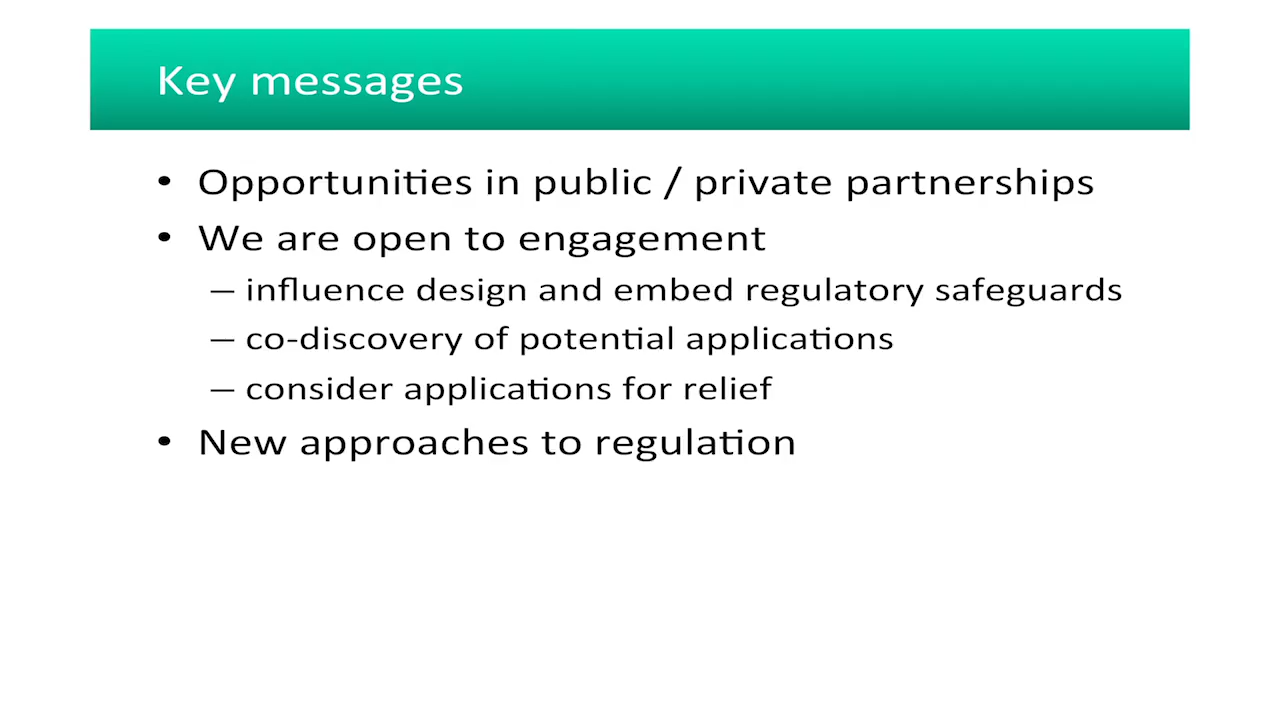 Key messages
• Opportunities in public / private partnerships
• We are open to engagement
– influence design and embed regulatory safeguards
– co-discovery of potential applications
– consider applications for relief
• New approaches to regulation